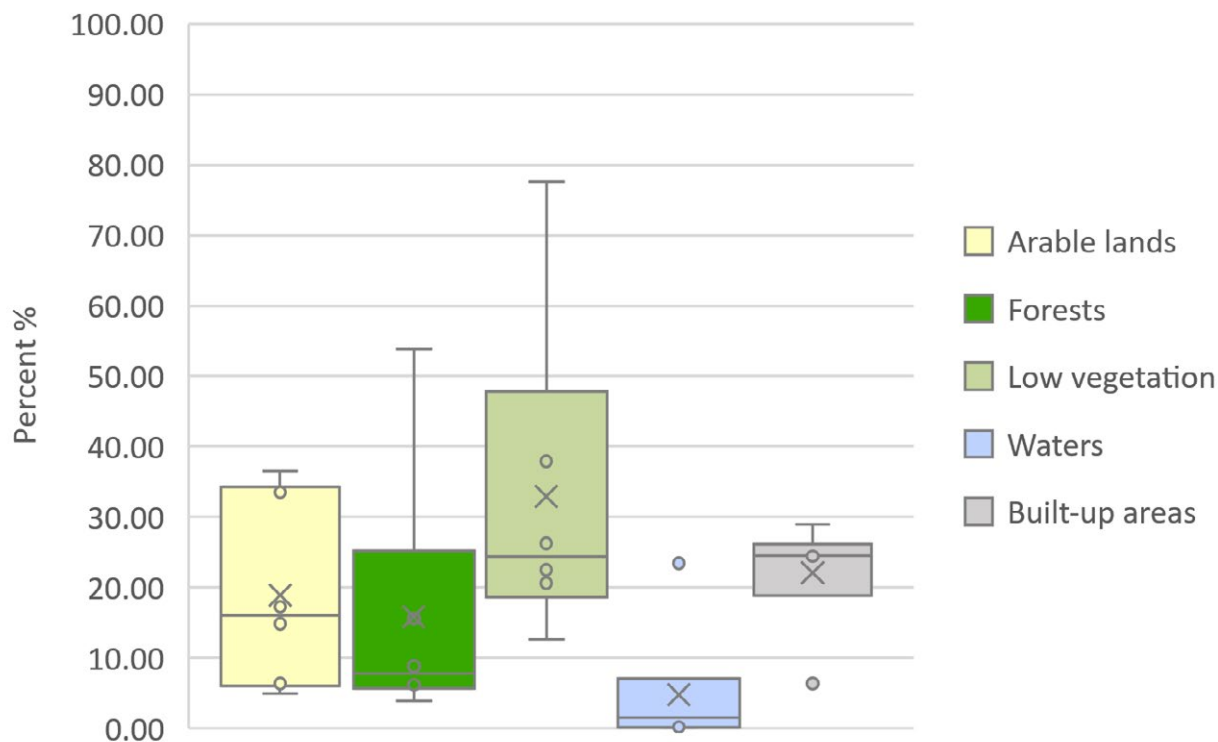 100.00
90.00
80.00
70.00
60.00
50.00
40.00
30.00
20.00
10.00
0.00
Percent %
Arable lands
Forests
Low vegetation
Waters
Built-up areas